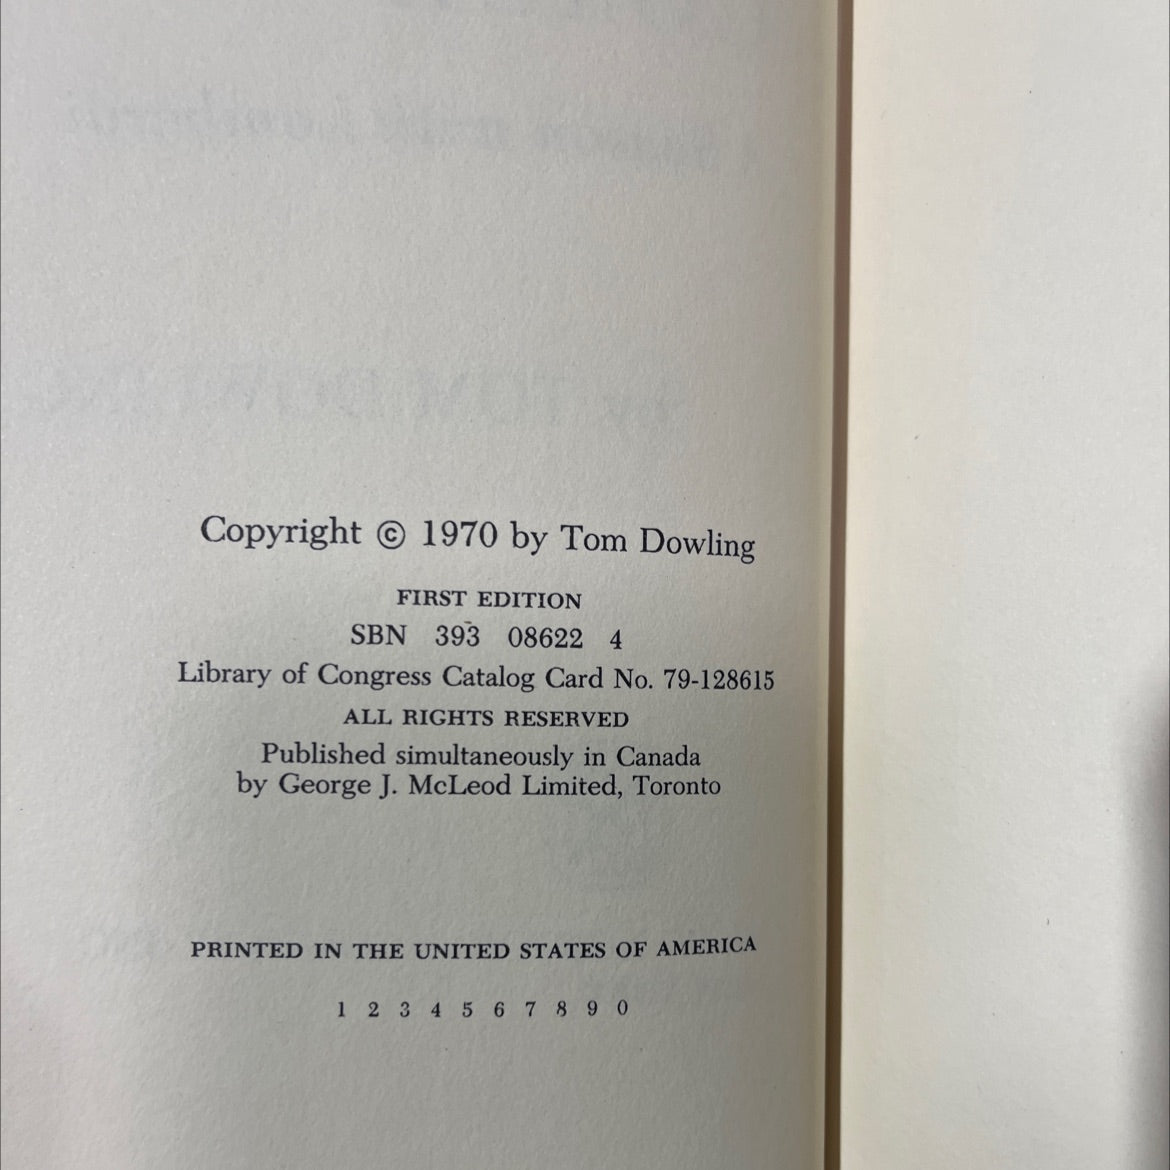 Copyright © 1970 by Tom Dowling
FIRST EDITION
SBN 393 08622 4
Library of Congress Catalog Card No. 79-128615
ALL RIGHTS RESERVED
Published simultaneously in Canada
by George J. McLeod Limited, Toronto
PRINTED IN THE UNITED STATES OF AMERICA
1 2 3 4 5 6 7 8 9 0